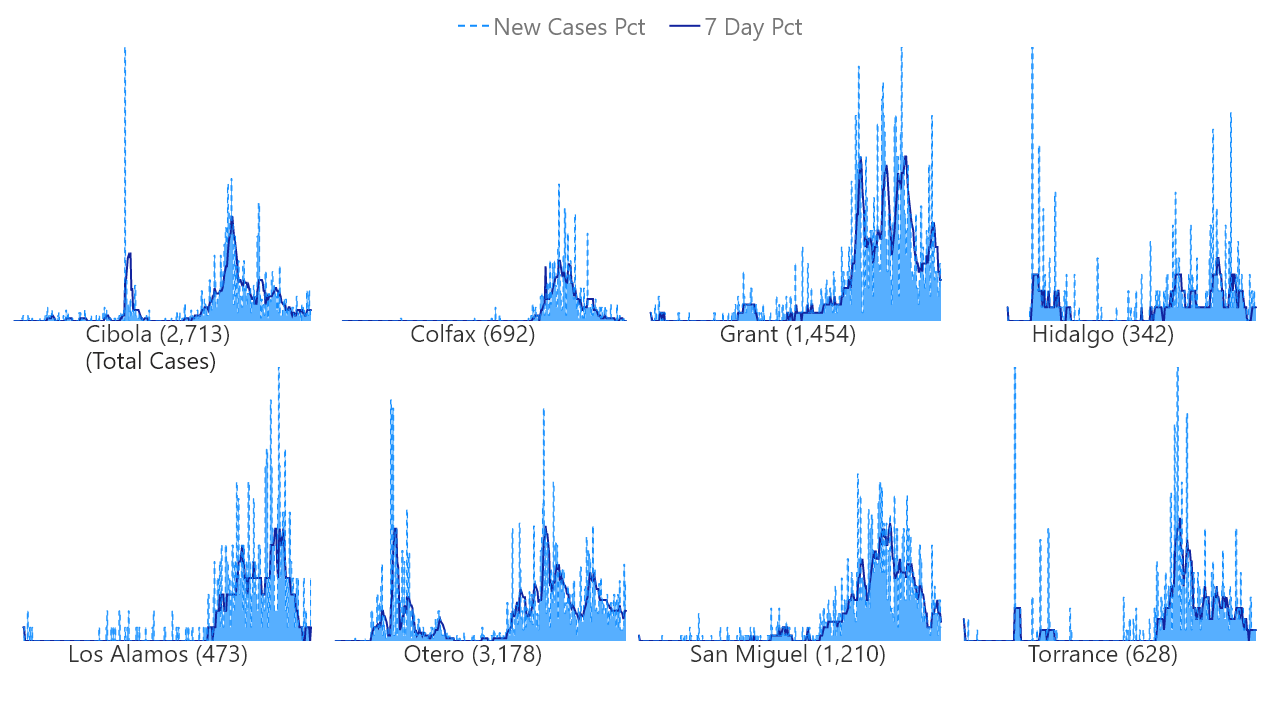 New Cases Pct 7 Day Pct
Cibola (2,713)
(Total Cases)
Colfax (692)
Grant (1,454)
Hidalgo (342)
Los Alamos (473)
Otero (3,178)
San Miguel (1,210)
Torrance (628)